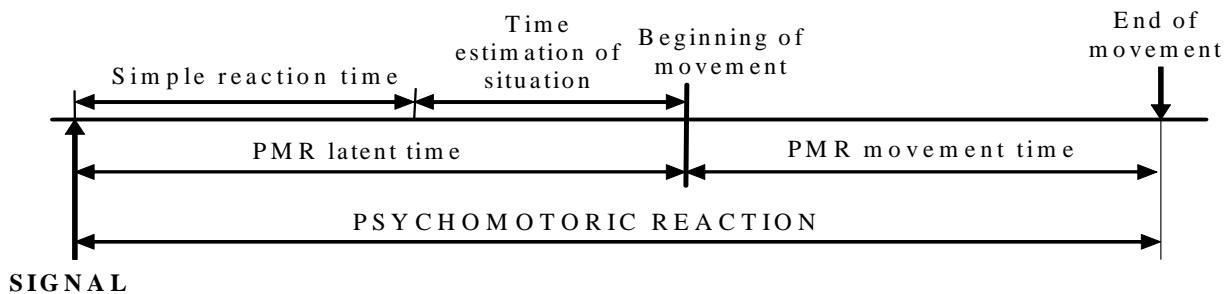 Time
estimation of
situation
Simple reaction time
Beginning of
movement
End of
movement
PMR latent time
PMR movement time
PSYCHOMOTORIC REACTION
SIGNAL